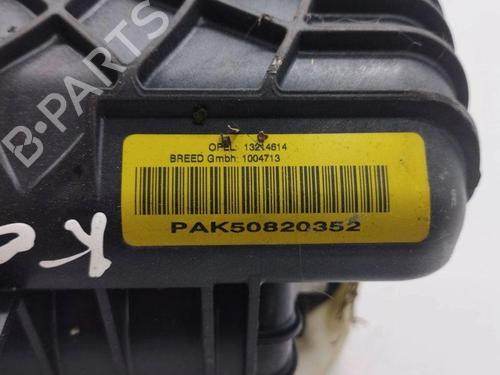 B-PARTS
OPEL: 13214614
BREED Gmbh: 1004713
PAK50820352
K